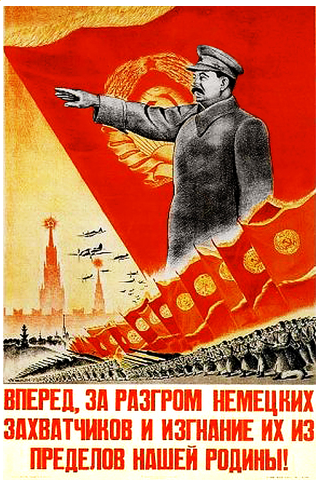 ВПЕРЕД, ЗА РАЗГРОМ НЕМЕЦКИХ
ЗАХВАТЧИКОВ И ИЗГНАНИЕ ИХ ИЗ
ПРЕДЕЛОВ НАШЕЙ РОДИНЫ!